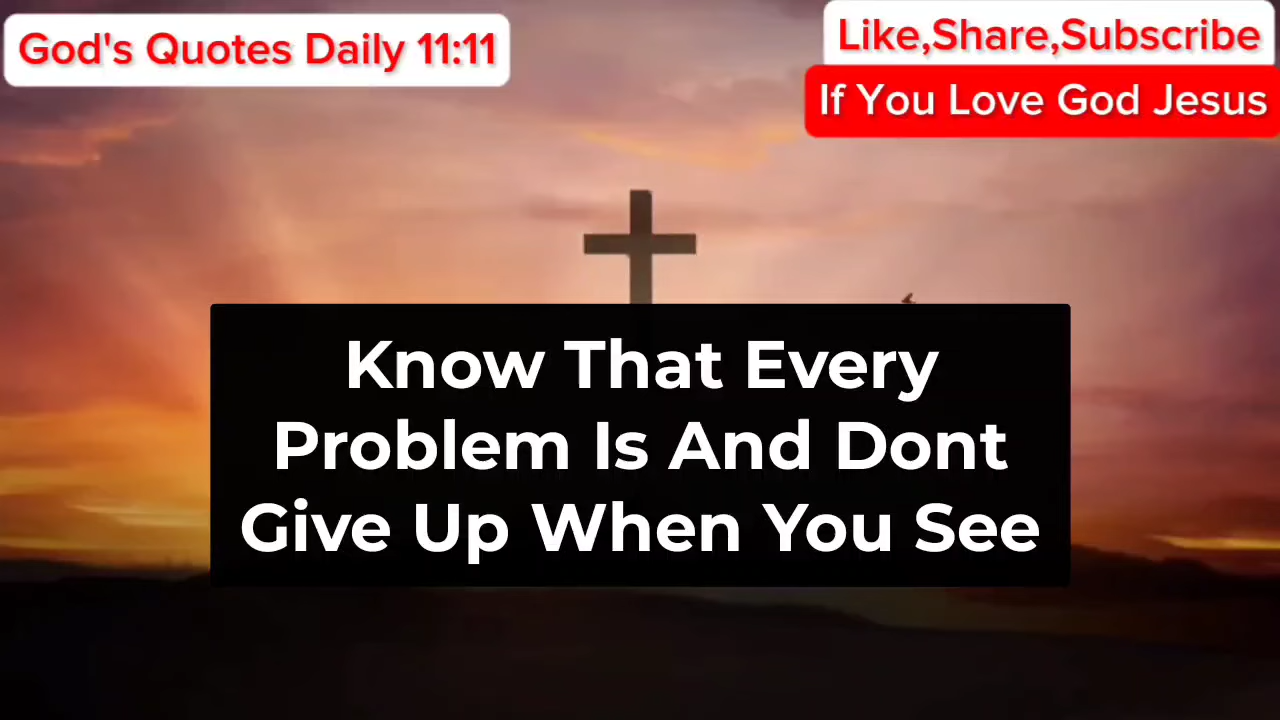 God's Quotes Daily 11:11
Like,Share,Subscribe
If You Love God Jesus
Know That Every
Problem Is And Dont
Give Up When You See